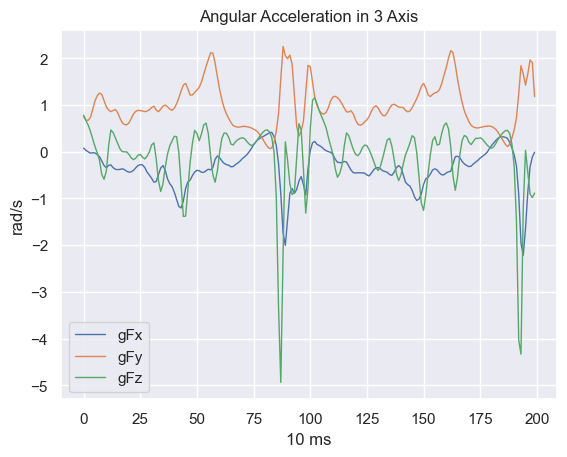 Angular Acceleration in 3 Axis
rad/s
2
1
0
−1
−2
−3
−4
−5
gFx
gFy
gFz
0 25 50 75 100 125 150 175 200
10 ms